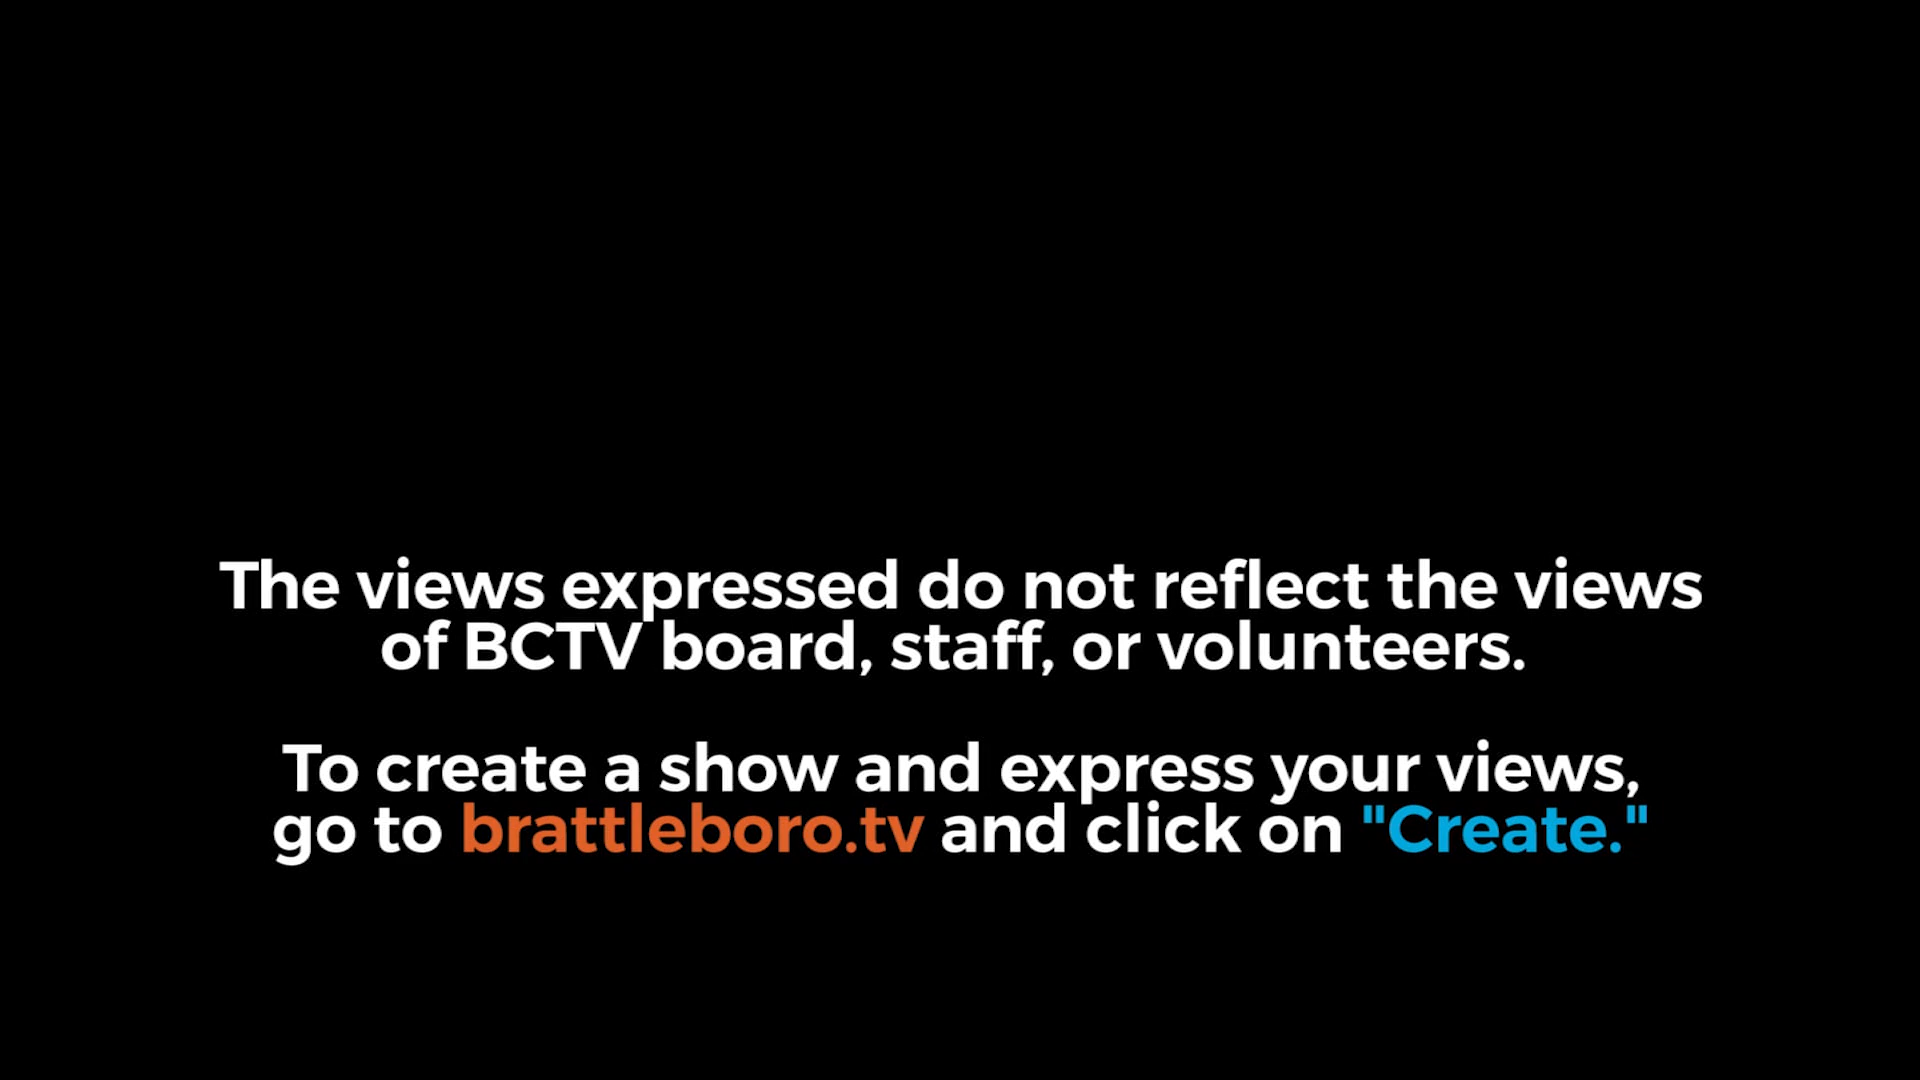 The views expressed do not reflect the views
of BCTV board, staff, or volunteers.
To create a show and express your views,
go to brattleboro.tv and click on "Create."